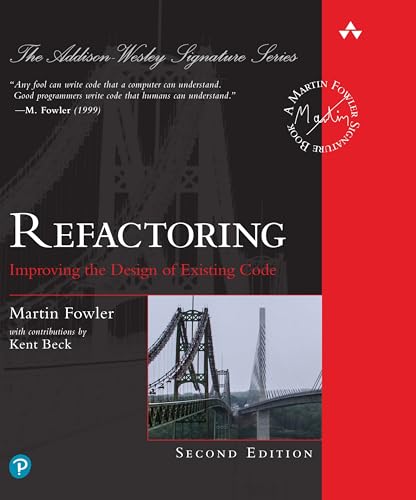 The Addison-Wesley Signature Series
“Any fool can write code that a computer can understand.
Good programmers write code that humans can understand.”
—M. Fowler (1999)
A MARTIN FOWLER SIGNATURE BOOK
Martin
REFACTORING
Improving the Design of Existing Code
Martin Fowler
with contributions by
Kent Beck
SECOND EDITION
P